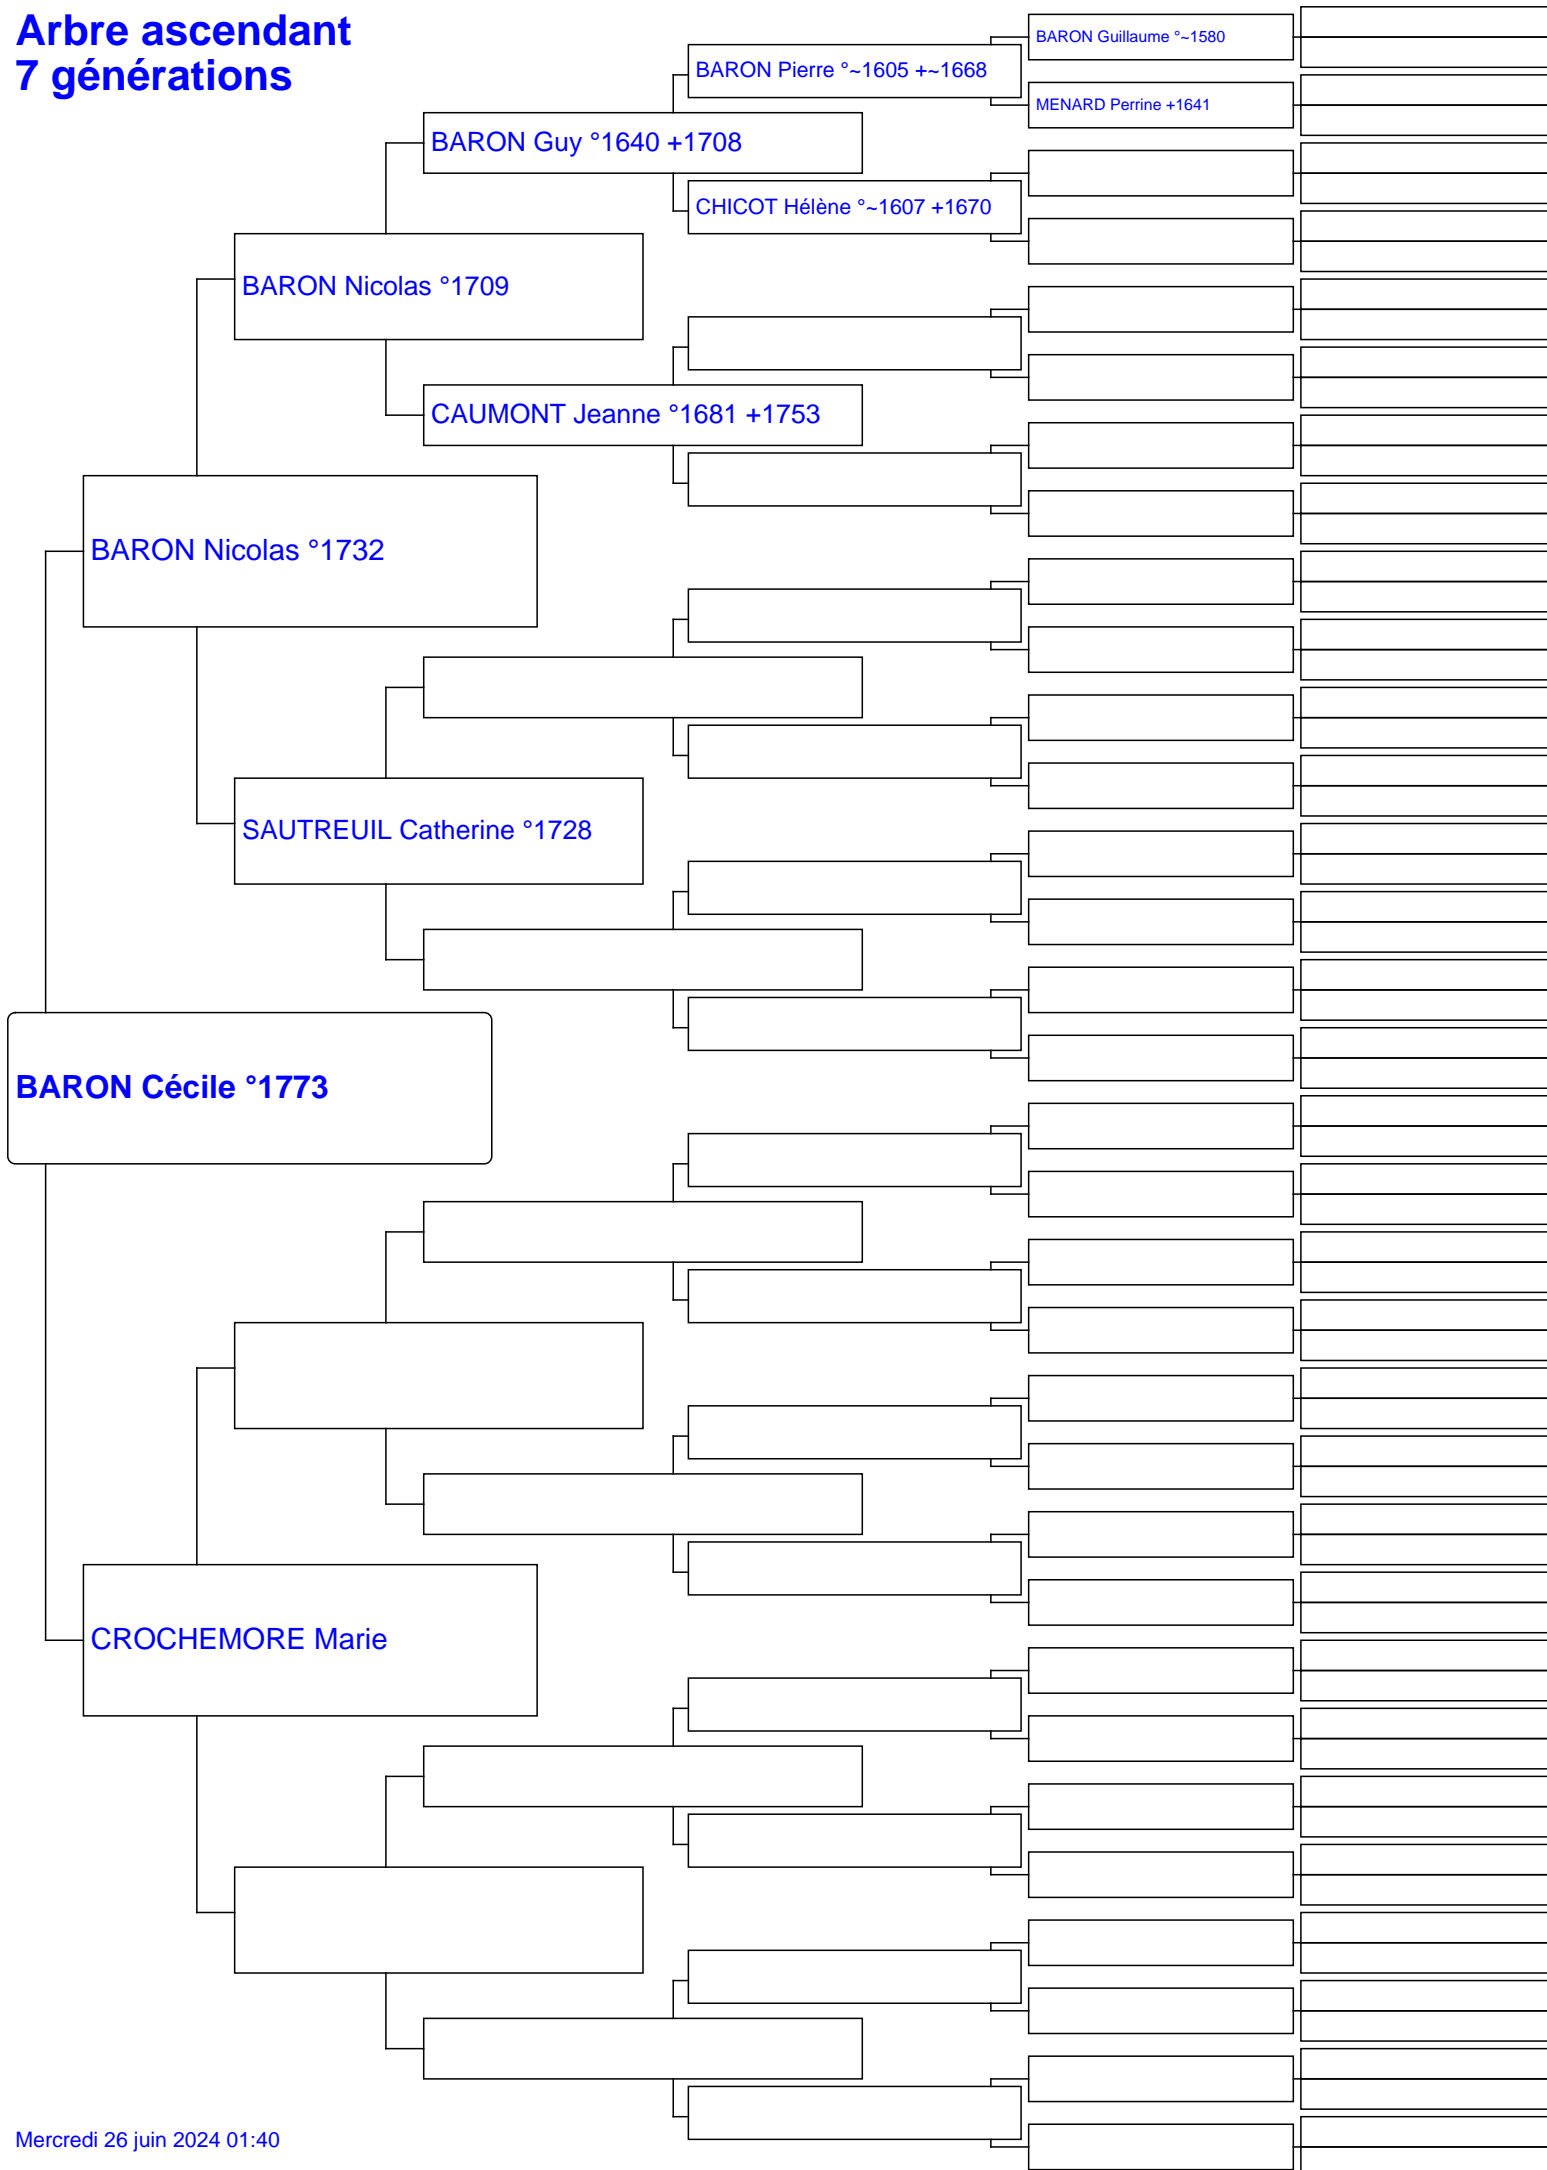 Arbre ascendant
7 générations
BARON Guillaume °~1580
BARON Pierre °~1605 +~1668
MENARD Perrine +1641
BARON Guy °1640 +1708
CHICOT Hélène °~1607 +1670
BARON Nicolas °1709
CAUMONT Jeanne °1681 +1753
BARON Nicolas °1732
SAUTREUIL Catherine °1728
BARON Cécile °1773
CROCHEMORE Marie
Mercredi 26 juin 2024 01:40